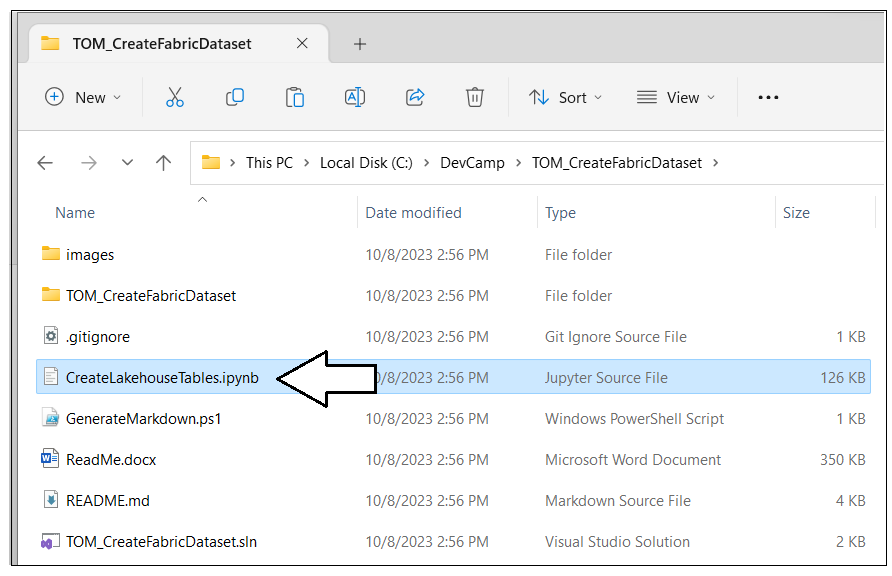 TOM_CreateFabricDataset
New
Sort
View
This PC > Local Disk (C:) > DevCamp > TOM_CreateFabricDataset >
Name Date modified Type Size
images 10/8/2023 2:56 PM File folder
TOM_CreateFabricDataset 10/8/2023 2:56 PM File folder
.gitignore 10/8/2023 2:56 PM Git Ignore Source File 1 KB
CreateLakehouseTables.ipynb 0/8/2023 2:56 PM Jupyter Source File 126 KB
GenerateMarkdown.ps1 10/8/2023 2:56 PM Windows PowerShell Script 1 KB
ReadMe.docx 10/8/2023 2:56 PM Microsoft Word Document 350 KB
README.md 10/8/2023 2:56 PM Markdown Source File 4 KB
TOM_CreateFabricDataset.sln 10/8/2023 2:56 PM Visual Studio Solution 2 KB